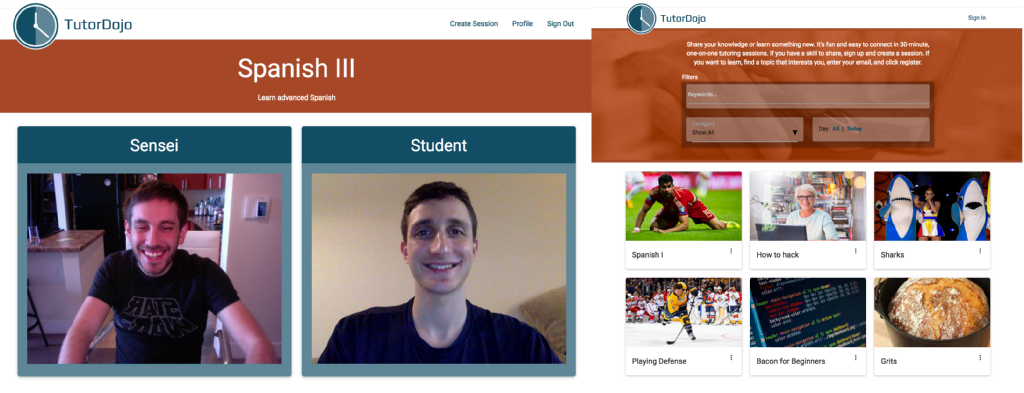 TutorDojo
Create Session
Profile
Sign Out
Spanish III
Learn advanced Spanish
Sensei
Student
TutorDojo
Sign in
Share your knowledge or learn something new. It's fun and easy to connect in 30-minute,
one-on-one tutoring sessions. If you have a skill to share, sign up and create a session. If
you want to learn, find a topic that interests you, enter your email, and click register.
Filters
Keywords...
Category
Show All
Day: All | Today
Spanish I
How to hack
Sharks
Playing Defense
Bacon for Beginners
Grits